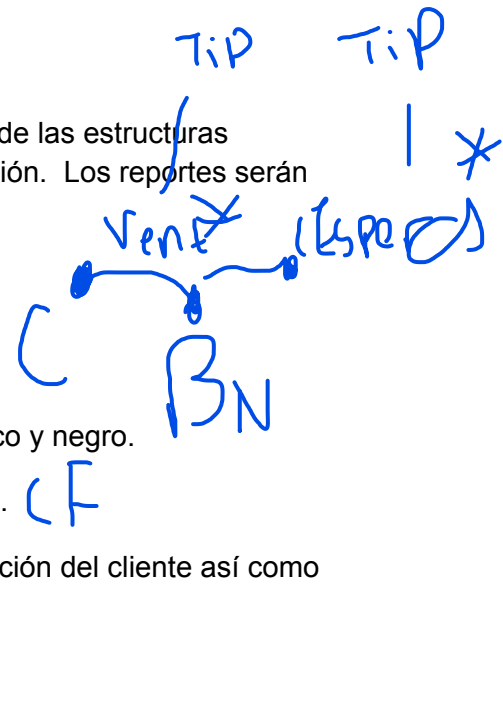 TiP TiP
de las estructuras
ión. Los reportes serán
Vent
C
BN
co y negro.
. CF
ción del cliente así como